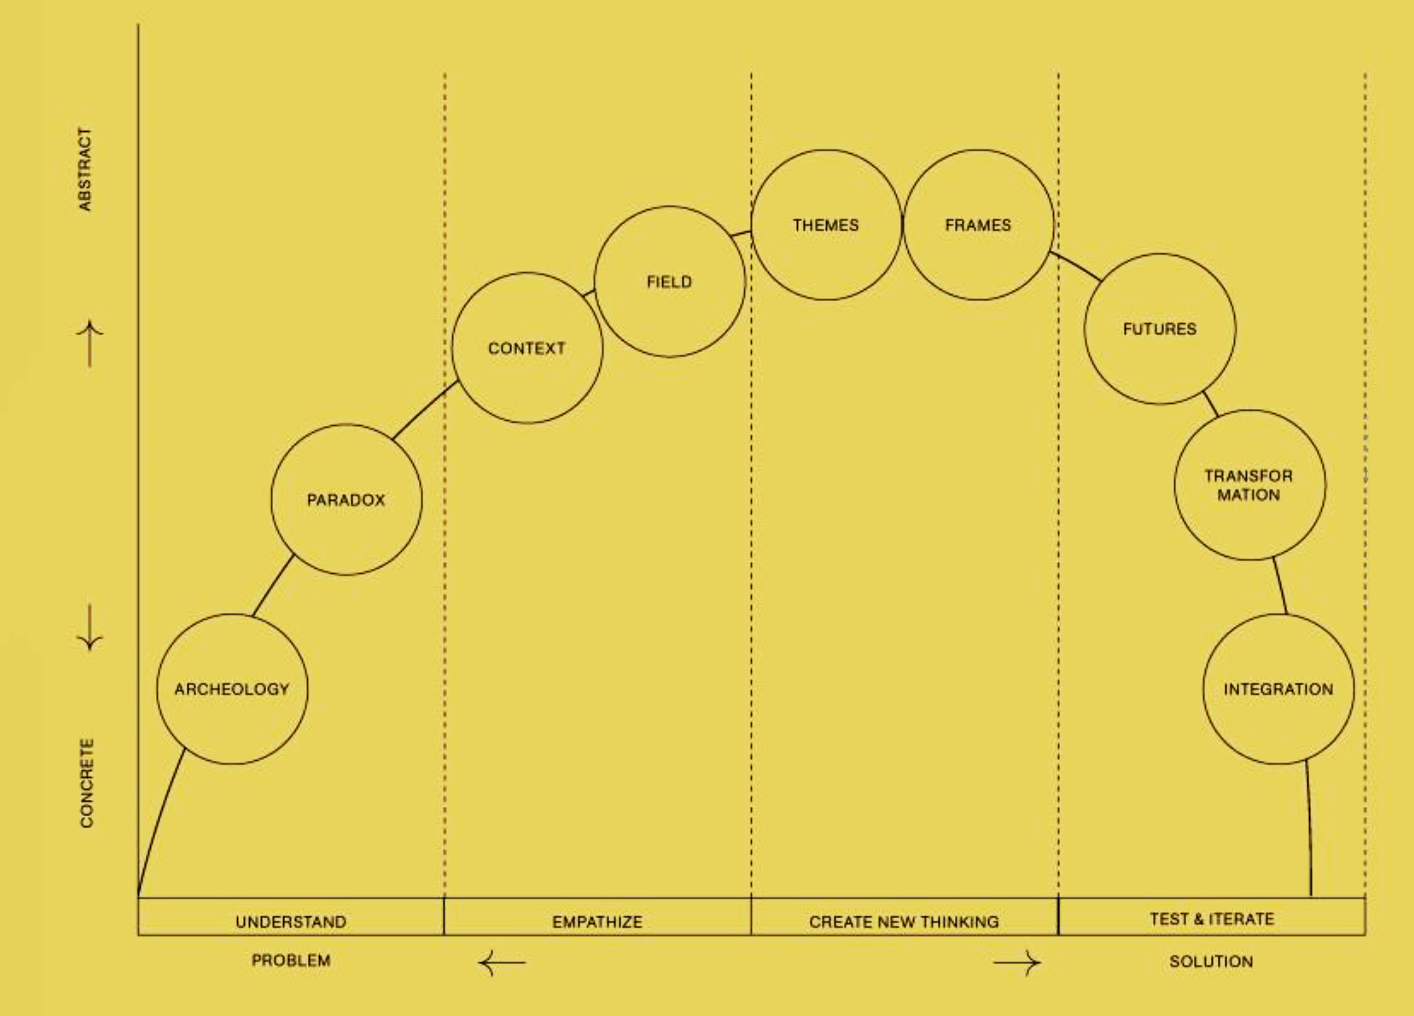 ABSTRACT
CONCRETE
ARCHEOLOGY
PARADOX
CONTEXT
FIELD
THEMES
FRAMES
FUTURES
TRANSFOR
MATION
INTEGRATION
UNDERSTAND
EMPATHIZE
CREATE NEW THINKING
TEST & ITERATE
PROBLEM
SOLUTION